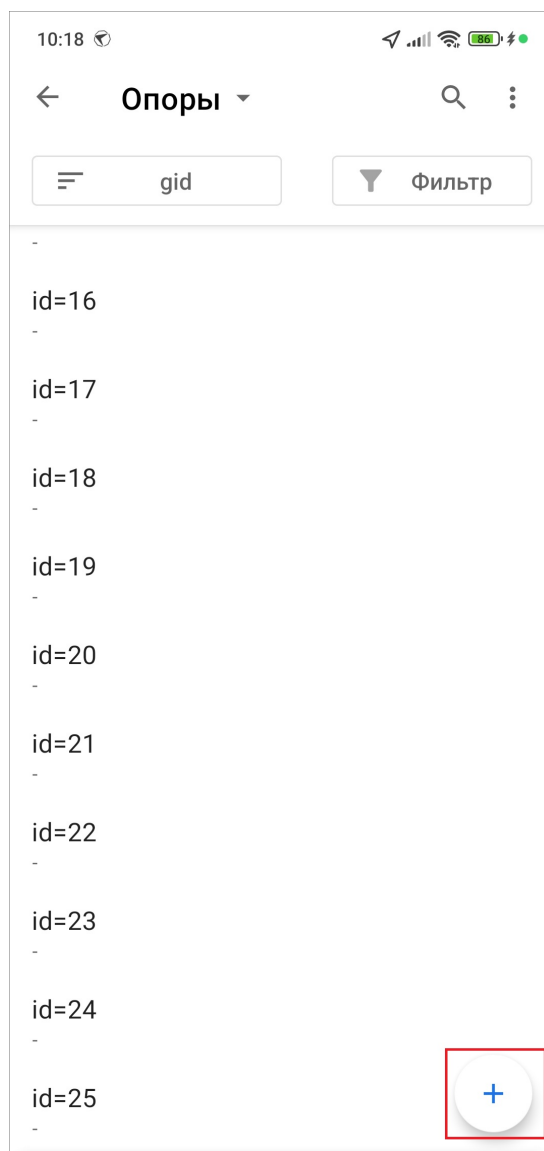 10:18
86
Опоры
gid
Фильтр
-
id=16
-
id=17
-
id=18
-
id=19
-
id=20
-
id=21
-
id=22
-
id=23
-
id=24
-
id=25
-